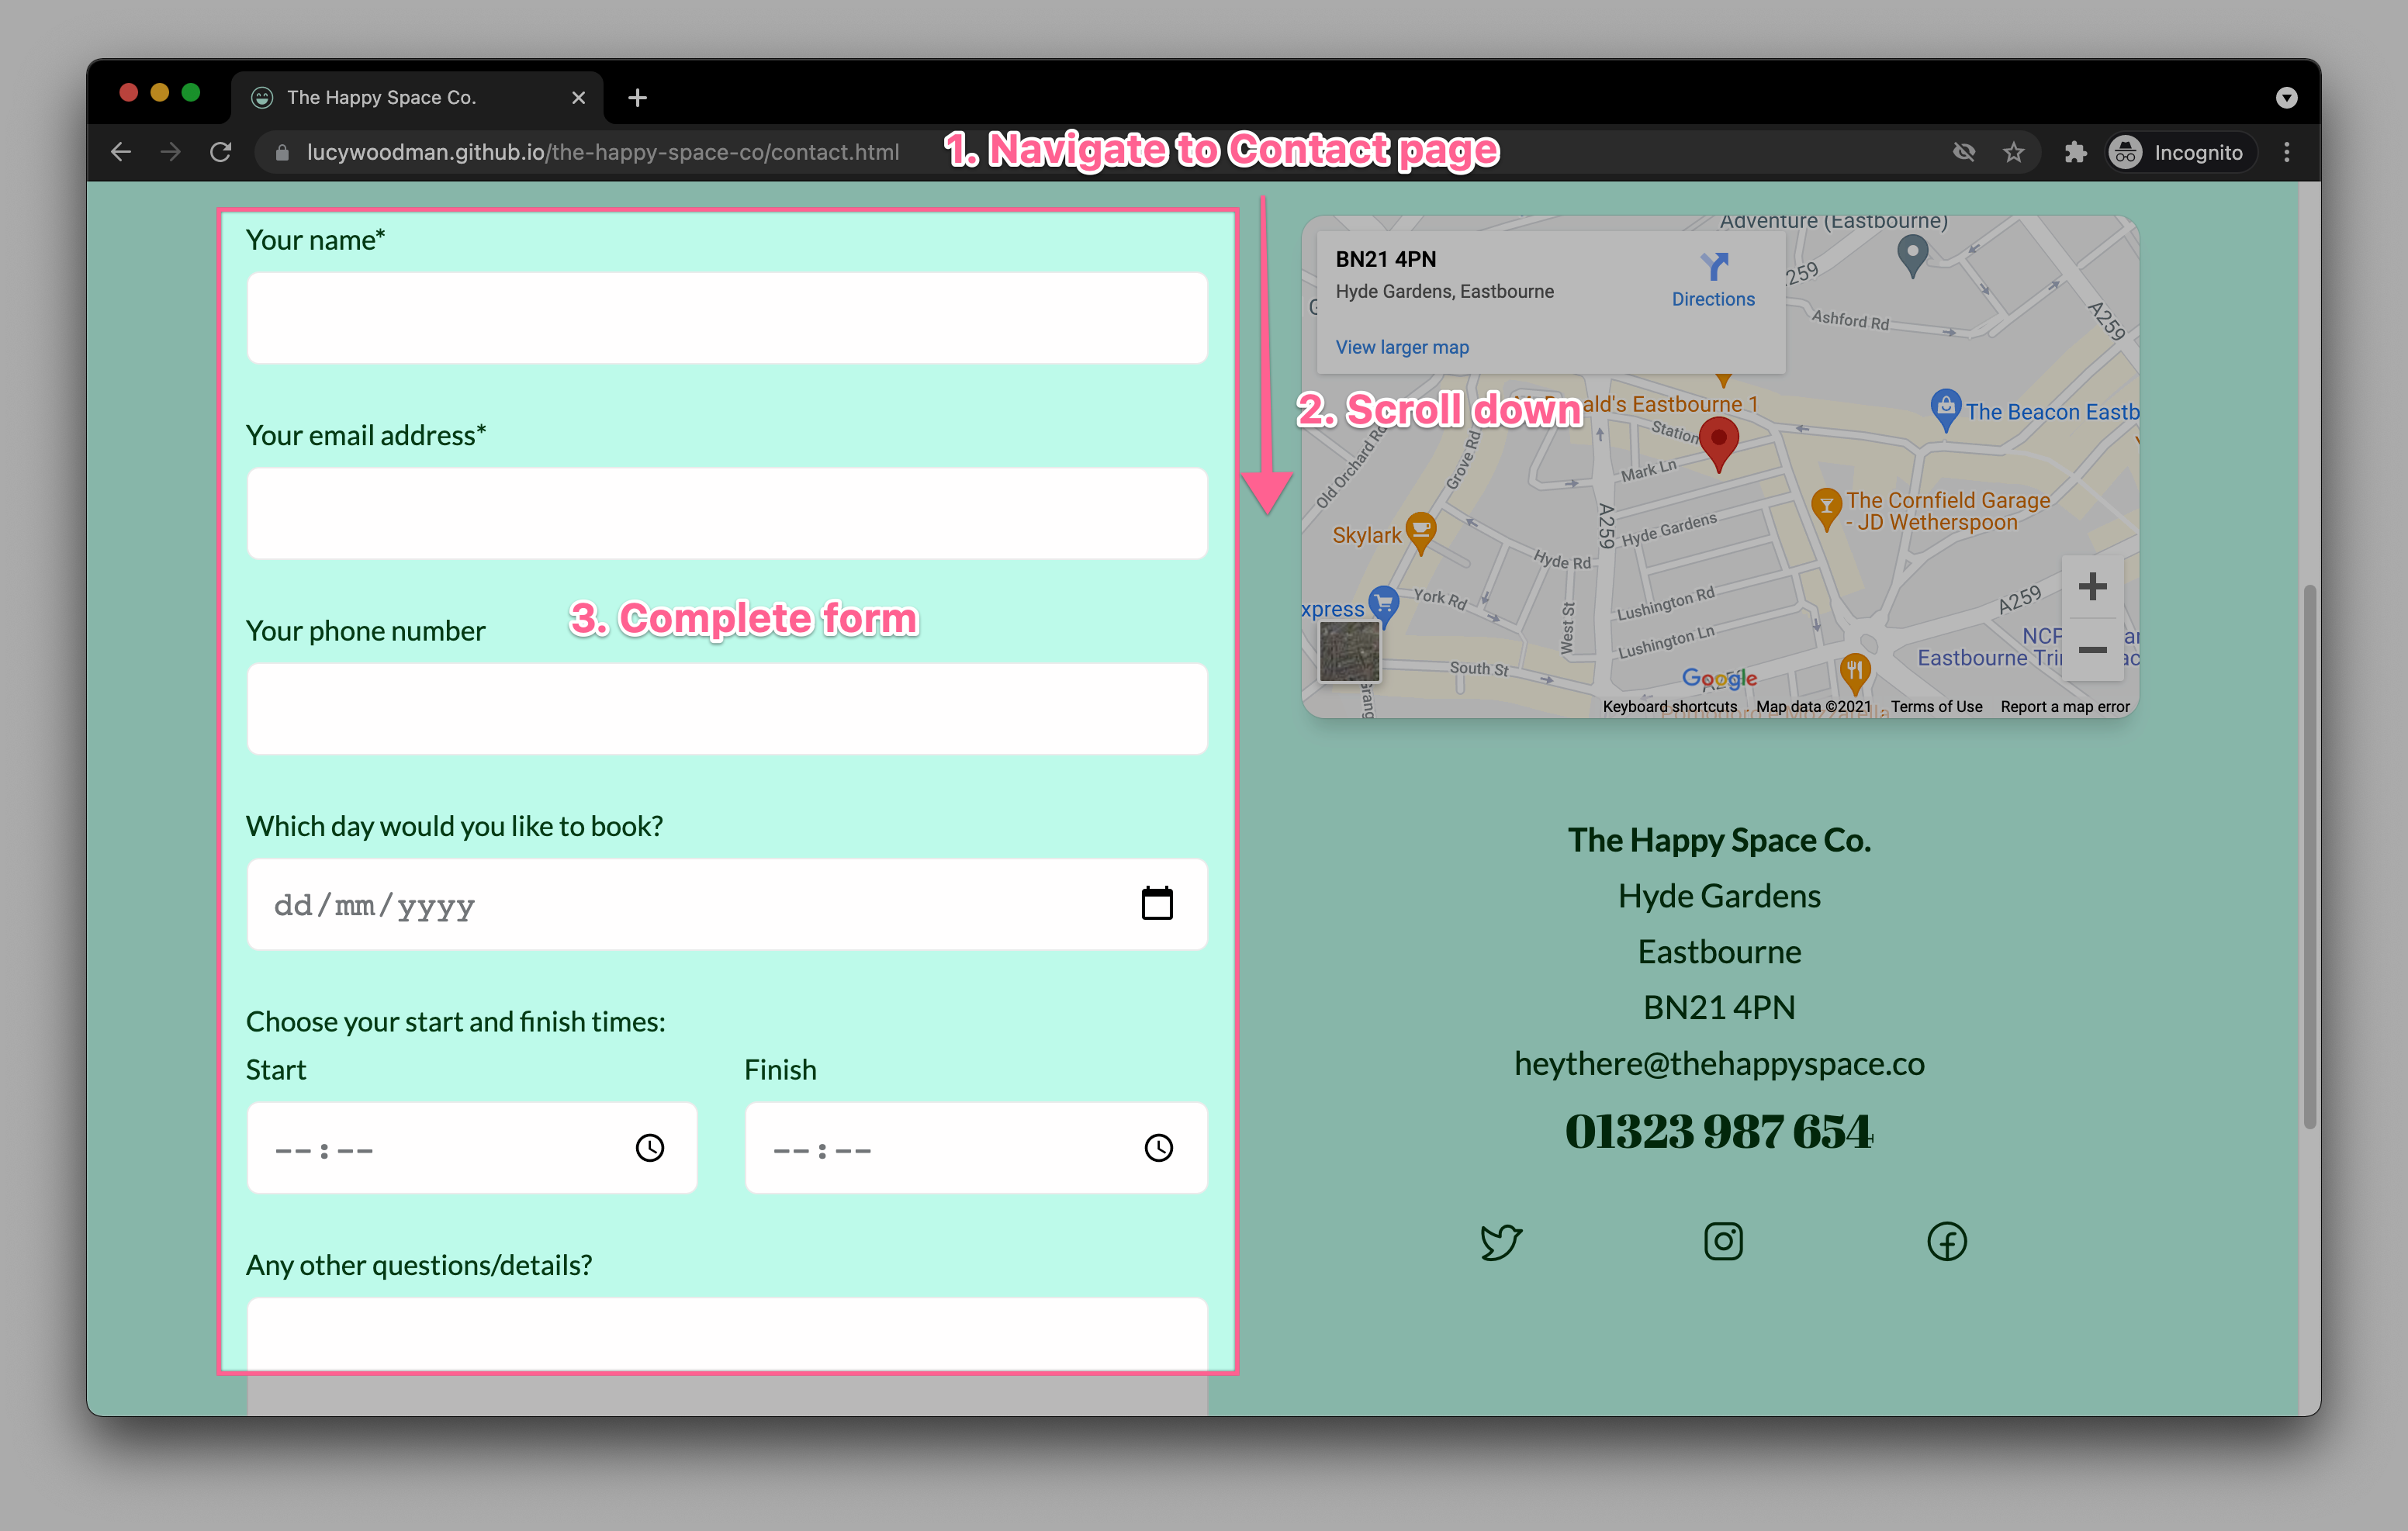 The Happy Space Co.
lucywoodman.github.io/the-happy-space-co/contact.html
1. Navigate to Contact page
Incognito
Your name*
Your email address*
Your phone number
3. Complete form
Which day would you like to book?
dd/mm/yyyy
Choose your start and finish times:
Start
Finish
--:--
--:--
Any other questions/details?
2. Scroll down
Adventure (Eastbourne)
BN21 4PN
Hyde Gardens, Eastbourne
Directions
View larger map
259
Ashford Rd
A259
ald's Eastbourne 1
The Beacon Eastb
Station
Mark Ln
Old Orchard Rd
Grove Rd
The Cornfield Garage
- JD Wetherspoon
Skylark
A259
Hyde Gardens
Hyde Rd
xpress
York Rd
West St
Lushington Rd
A259
Lushington Ln
NCP
Eastbourne Tri
South St
Google
Keyboard shortcuts
Map data ©2021
Terms of Use
Report a map error
The Happy Space Co.
Hyde Gardens
Eastbourne
BN21 4PN
heythere@thehappyspace.co
01323 987 654